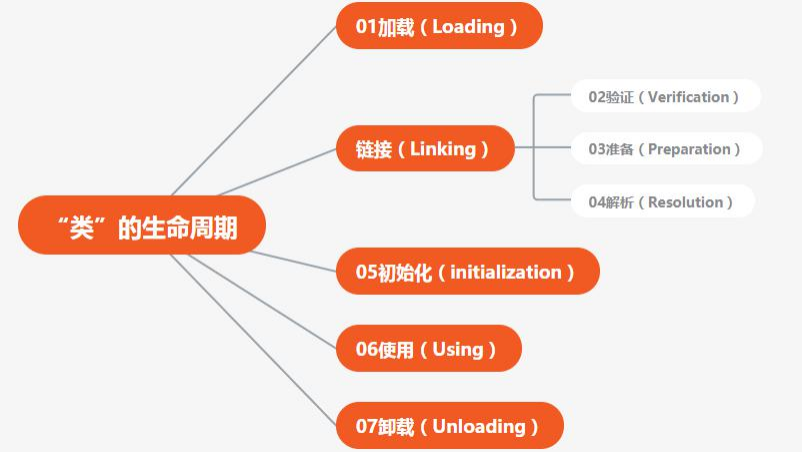 01加载（Loading）
02验证（Verification）
链接（Linking）
03准备（Preparation）
04解析（Resolution）
“类”的生命周期
05初始化（initialization）
06使用（Using）
07卸载（Unloading）